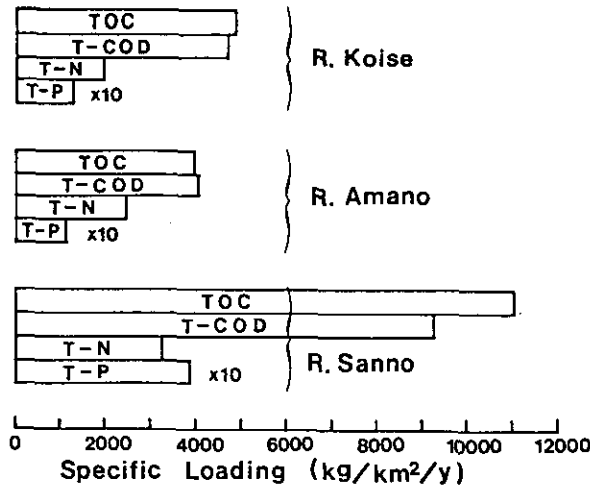 TOC
T-COD
T-N
T-P x10
R. Koise
TOC
T-COD
T-N
T-P x10
R. Amano
TOC
T-COD
T-N
T-P x10
R. Sanno
0 2000 4000 6000 8000 10000 12000
Specific Loading (kg/km²/y)